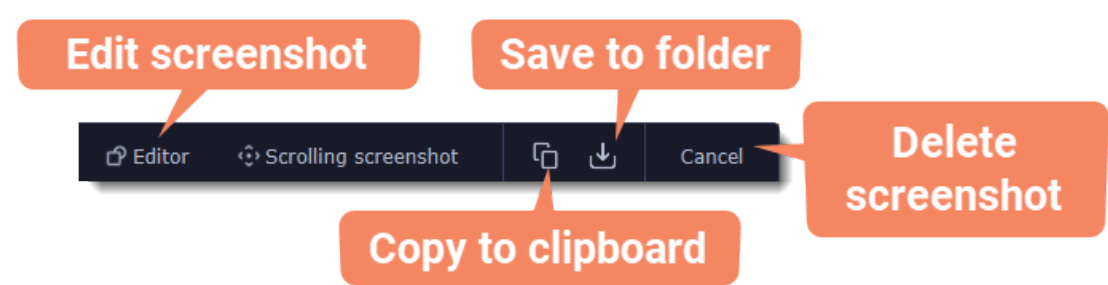 Edit screenshot
Save to folder
Editor
Scrolling screenshot
Cancel
Delete
screenshot
Copy to clipboard